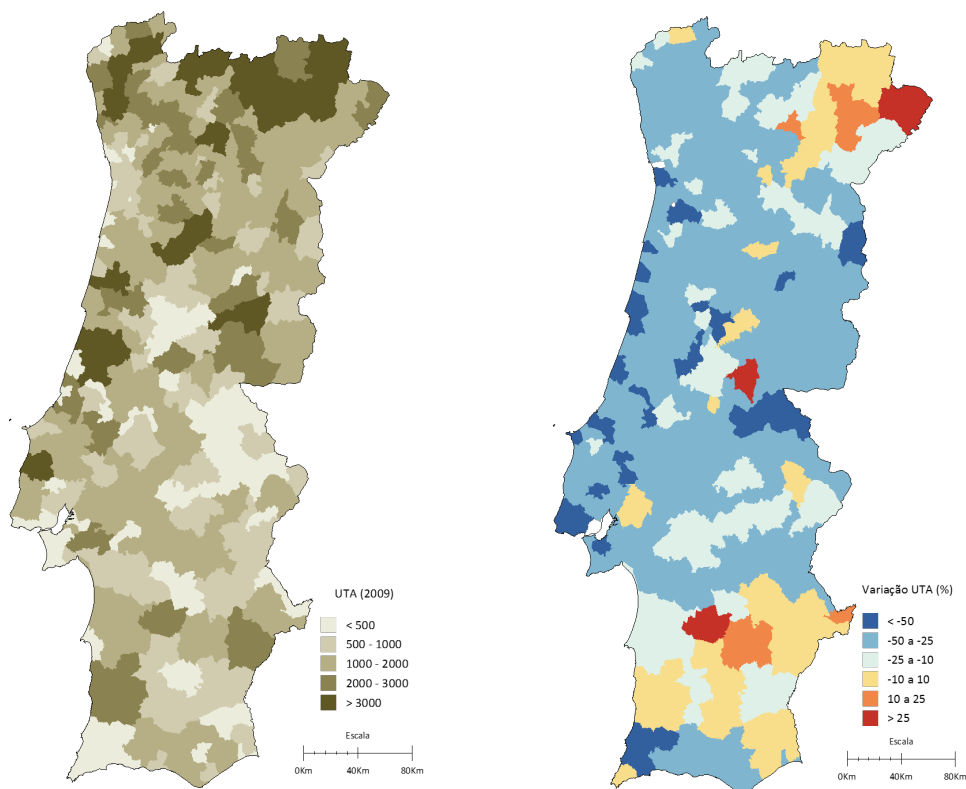 UTA (2009)
< 500
500 - 1000
1000 - 2000
2000 - 3000
> 3000
Escala
0Km 40Km 80Km
Variação UTA (%)
< -50
-50 a -25
-25 a -10
-10 a 10
10 a 25
> 25
Escala
0Km 40Km 80Km